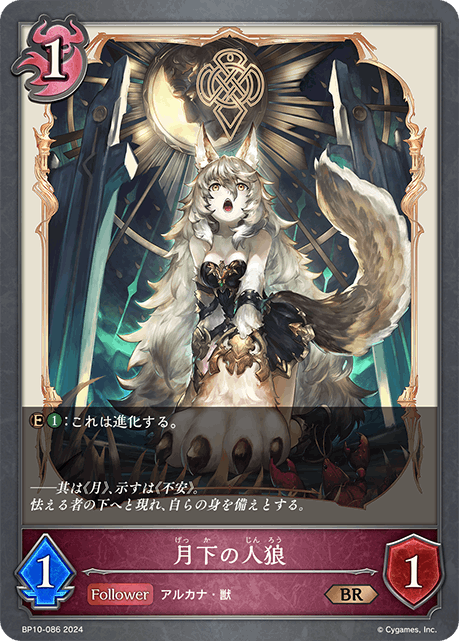 1
E 1：これは進化する。
──其は《月》、示すは《不安》。
怯える者の下へと現れ、自らの身を備えとする。
げっか じんろう
月下の人狼
1
Follower アルカナ・獣
BR
1
BP10-086 2024
© Cygames, Inc.